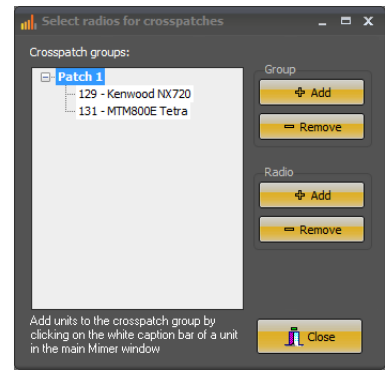 Select radios for crosspatches
Crosspatch groups:
Patch 1
129 - Kenwood NX720
131 - MTM800E Tetra
Group
Add
Remove
Radio
Add
Remove
Add units to the crosspatch group by
clicking on the white caption bar of a unit
in the main Mimer window
Close